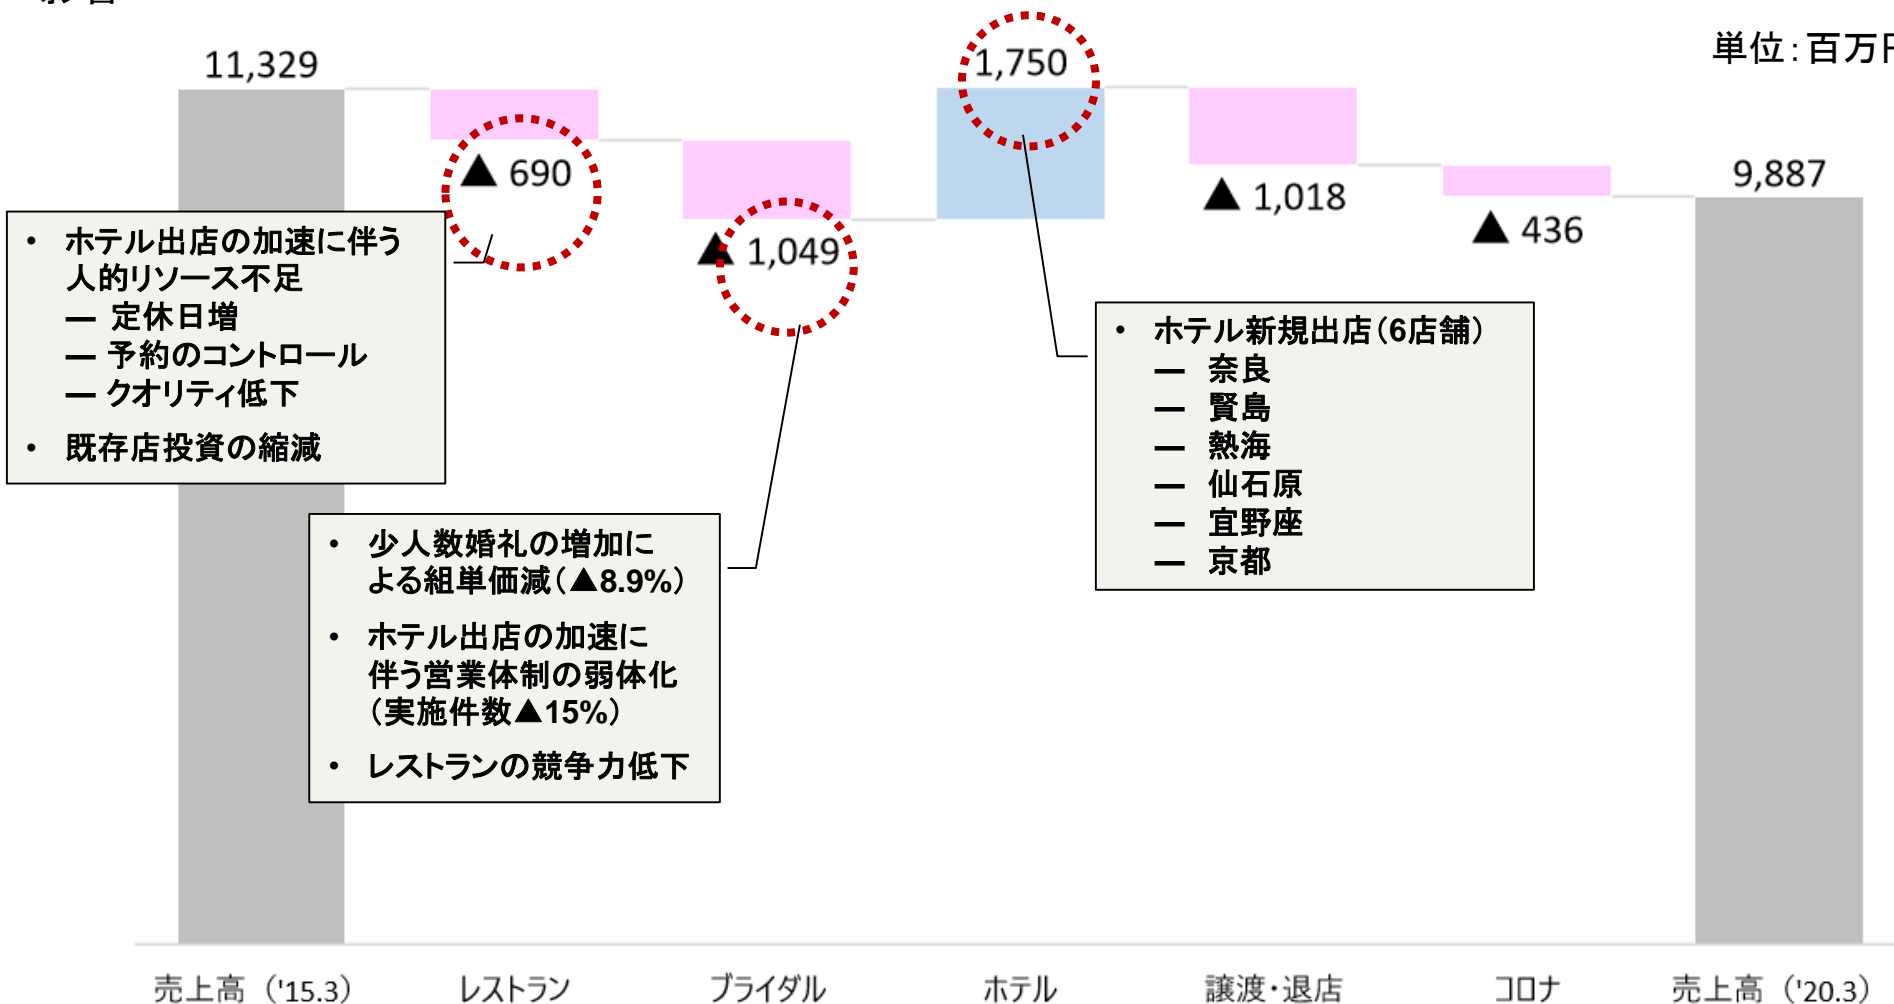 単位：百万円
11,329
▲ 690
▲ 1,049
1,750
▲ 1,018
▲ 436
9,887
• ホテル出店の加速に伴う
人的リソース不足
― 定休日増
― 予約のコントロール
― クオリティ低下
• 既存店投資の縮減
• 少人数婚礼の増加に
よる組単価減（▲8.9%）
• ホテル出店の加速に
伴う営業体制の弱体化
（実施件数▲15%）
• レストランの競争力低下
• ホテル新規出店（6店舗）
― 奈良
― 賢島
― 熱海
― 仙石原
― 宜野座
― 京都
売上高（'15.3） レストラン ブライダル ホテル 譲渡・退店 コロナ 売上高（'20.3）